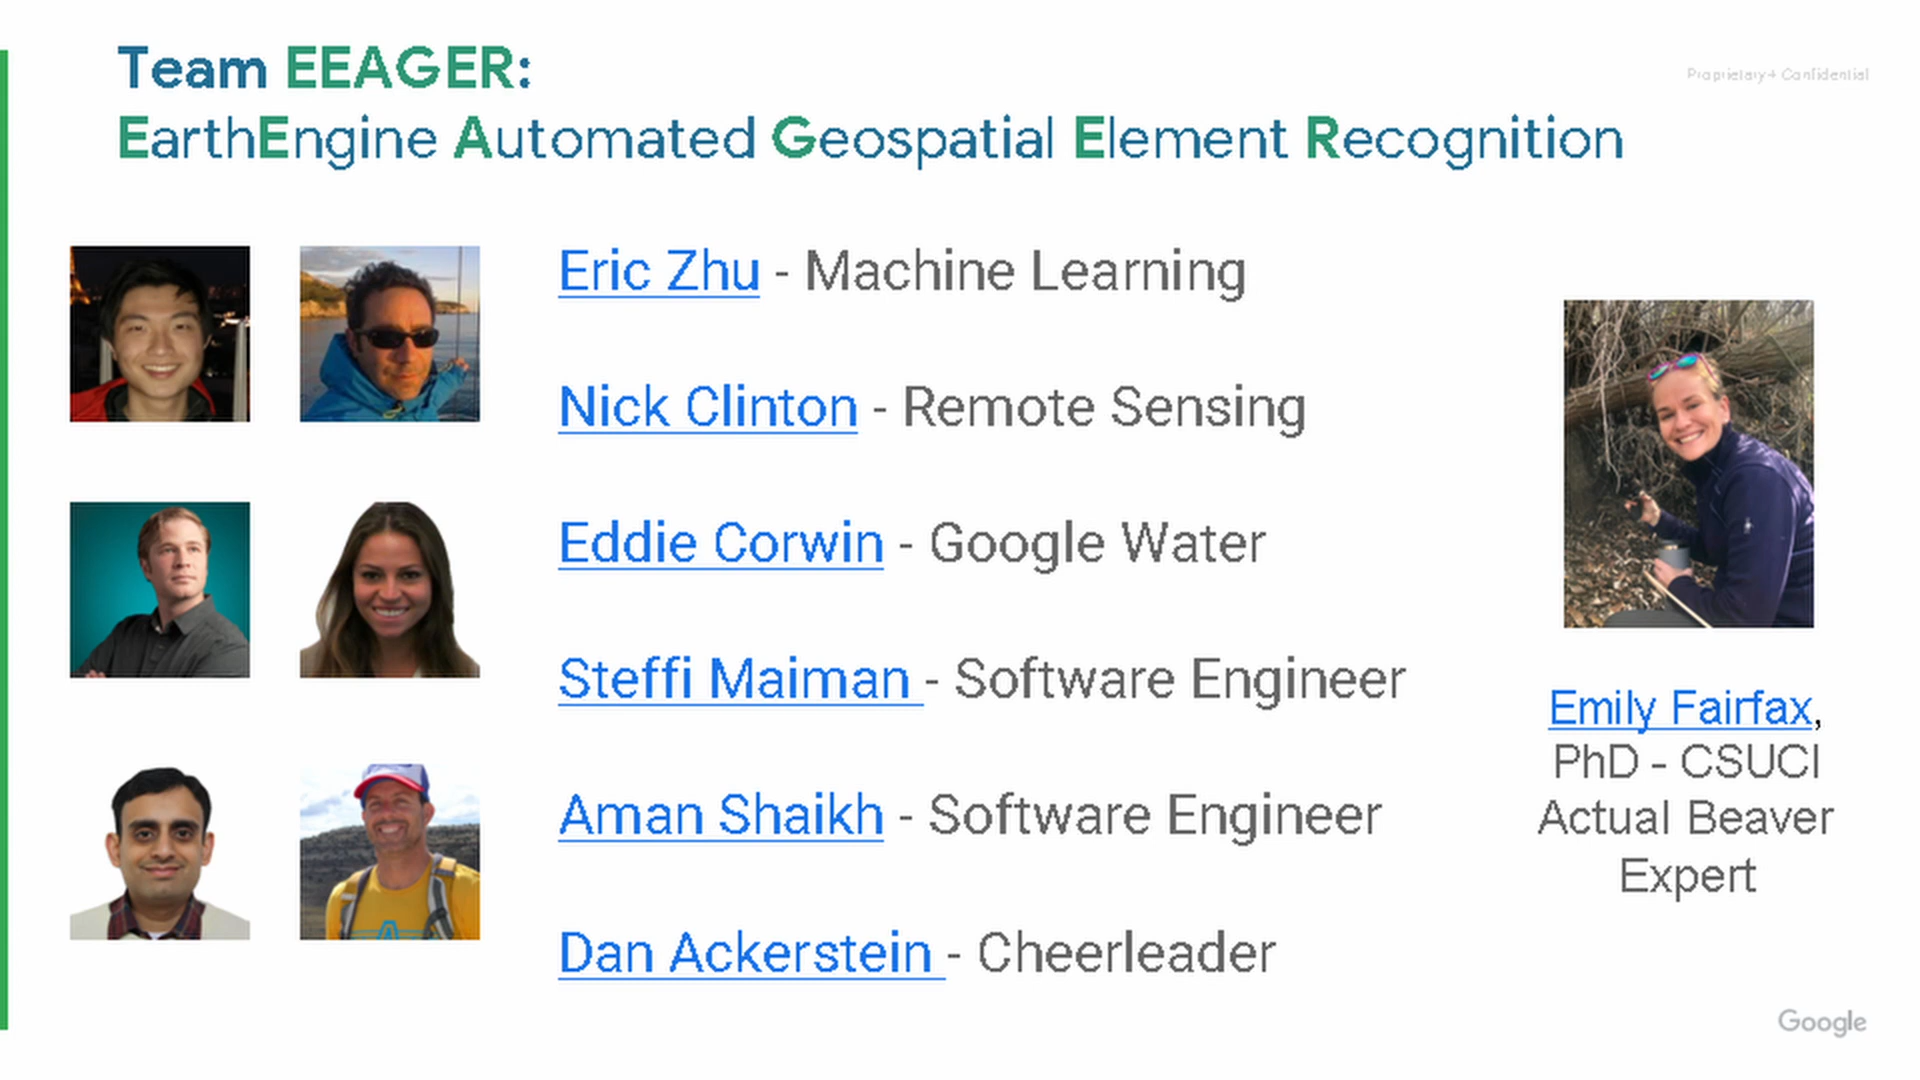 Team EEAGER:
Proprietary + Confidential
EarthEngine Automated Geospatial Element Recognition
Eric Zhu - Machine Learning
Nick Clinton - Remote Sensing
Eddie Corwin - Google Water
Steffi Maiman - Software Engineer
Aman Shaikh - Software Engineer
Dan Ackerstein - Cheerleader
Emily Fairfax,
PhD - CSUCI
Actual Beaver
Expert
Google